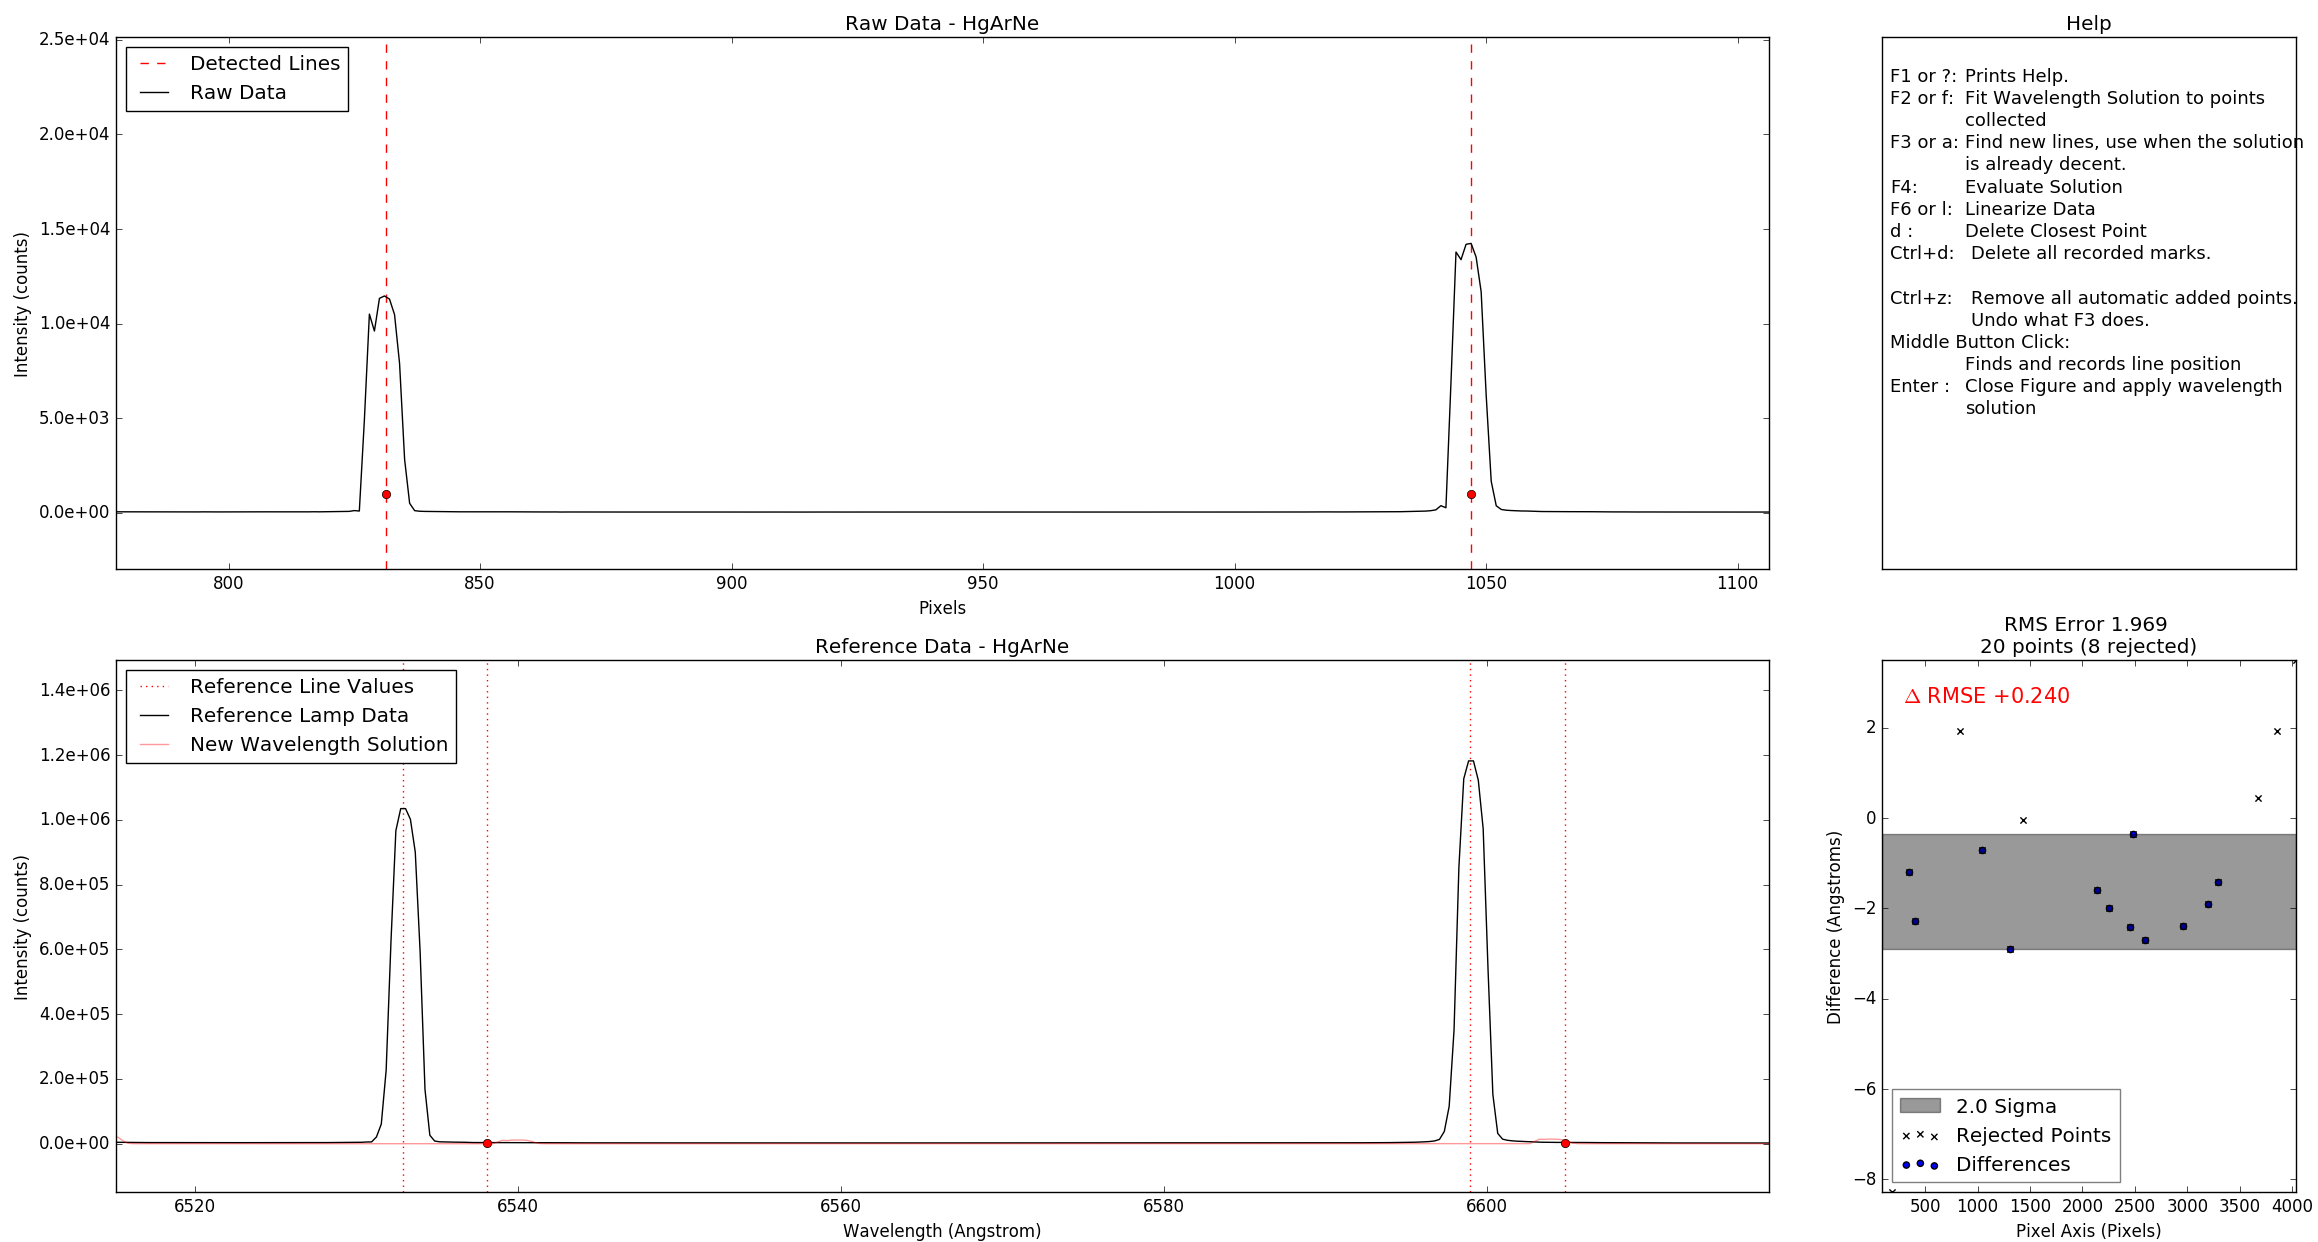 Raw Data - HgArNe
2.5e+04
2.0e+04
1.5e+04
1.0e+04
5.0e+03
0.0e+00
Intensity (counts)
Detected Lines
Raw Data
800 850 900 950 1000 1050 1100
Pixels
Help
F1 or ?: Prints Help.
F2 or f: Fit Wavelength Solution to points
collected
F3 or a: Find new lines, use when the solution
is already decent.
F4: Evaluate Solution
F6 or l: Linearize Data
d : Delete Closest Point
Ctrl+d: Delete all recorded marks.
Ctrl+z: Remove all automatic added points.
Undo what F3 does.
Middle Button Click:
Finds and records line position
Enter : Close Figure and apply wavelength
solution
Reference Data - HgArNe
1.4e+06
1.2e+06
1.0e+06
8.0e+05
6.0e+05
4.0e+05
2.0e+05
0.0e+00
Intensity (counts)
Reference Line Values
Reference Lamp Data
New Wavelength Solution
6520 6540 6560 6580 6600
Wavelength (Angstrom)
RMS Error 1.969
20 points (8 rejected)
Δ RMSE +0.240
2
0
−2
−4
−6
−8
Difference (Angstroms)
2.0 Sigma
Rejected Points
Differences
500 1000 1500 2000 2500 3000 3500 4000
Pixel Axis (Pixels)